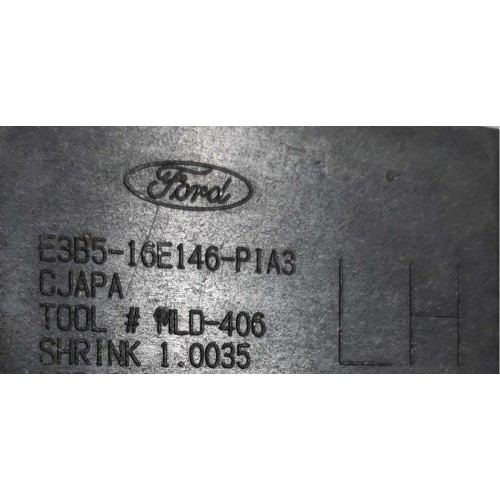 Ford
E3B5-16E146-PIA3
CJAPA
TOOL # MLD-406
SHRINK 1.0035
LH